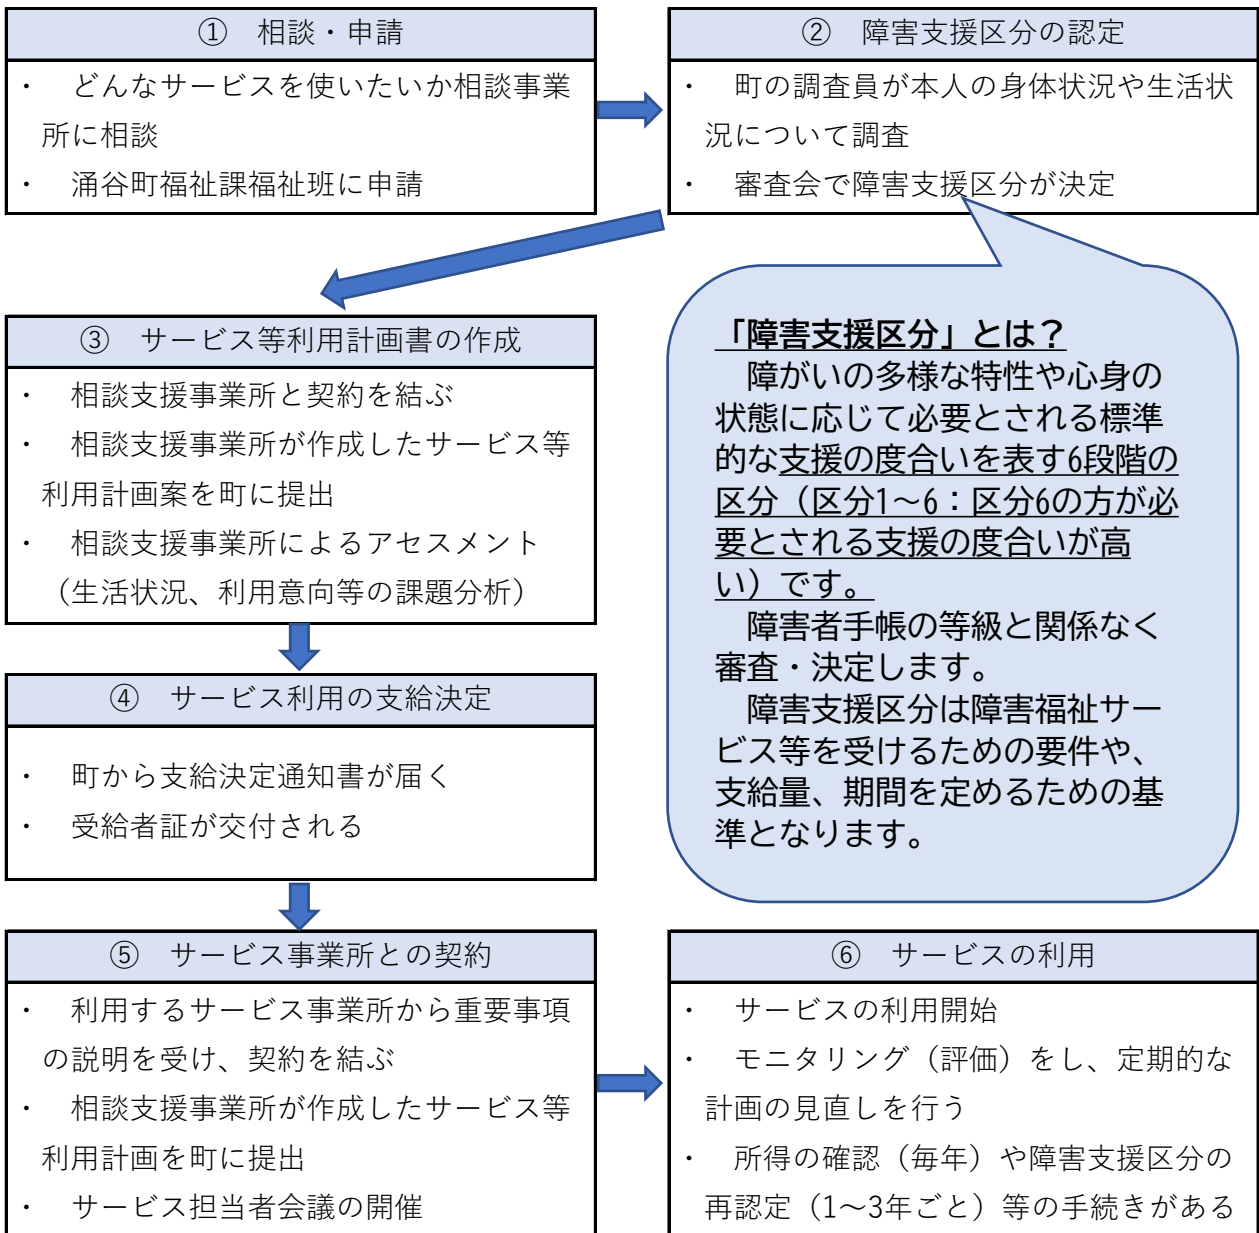 ① 相談・申請
・ どんなサービスを使いたいか相談事業
所に相談
・ 涌谷町福祉課福祉班に申請
② 障害支援区分の認定
・ 町の調査員が本人の身体状況や生活状
況について調査
・ 審査会で障害支援区分が決定
「障害支援区分」とは？
障がいの多様な特性や心身の
状態に応じて必要とされる標準
的な支援の度合いを表す6段階の
区分（区分1～6：区分6の方が必
要とされる支援の度合いが高
い）です。
障害者手帳の等級と関係なく
審査・決定します。
障害支援区分は障害福祉サー
ビス等を受けるための要件や、
支給量、期間を定めるための基
準となります。
③ サービス等利用計画書の作成
・ 相談支援事業所と契約を結ぶ
・ 相談支援事業所が作成したサービス等
利用計画案を町に提出
・ 相談支援事業所によるアセスメント
（生活状況、利用意向等の課題分析）
④ サービス利用の支給決定
・ 町から支給決定通知書が届く
・ 受給者証が交付される
⑤ サービス事業所との契約
・ 利用するサービス事業所から重要事項
の説明を受け、契約を結ぶ
・ 相談支援事業所が作成したサービス等
利用計画を町に提出
・ サービス担当者会議の開催
⑥ サービスの利用
・ サービスの利用開始
・ モニタリング（評価）をし、定期的な
計画の見直しを行う
・ 所得の確認（毎年）や障害支援区分の
再認定（1～3年ごと）等の手続きがある